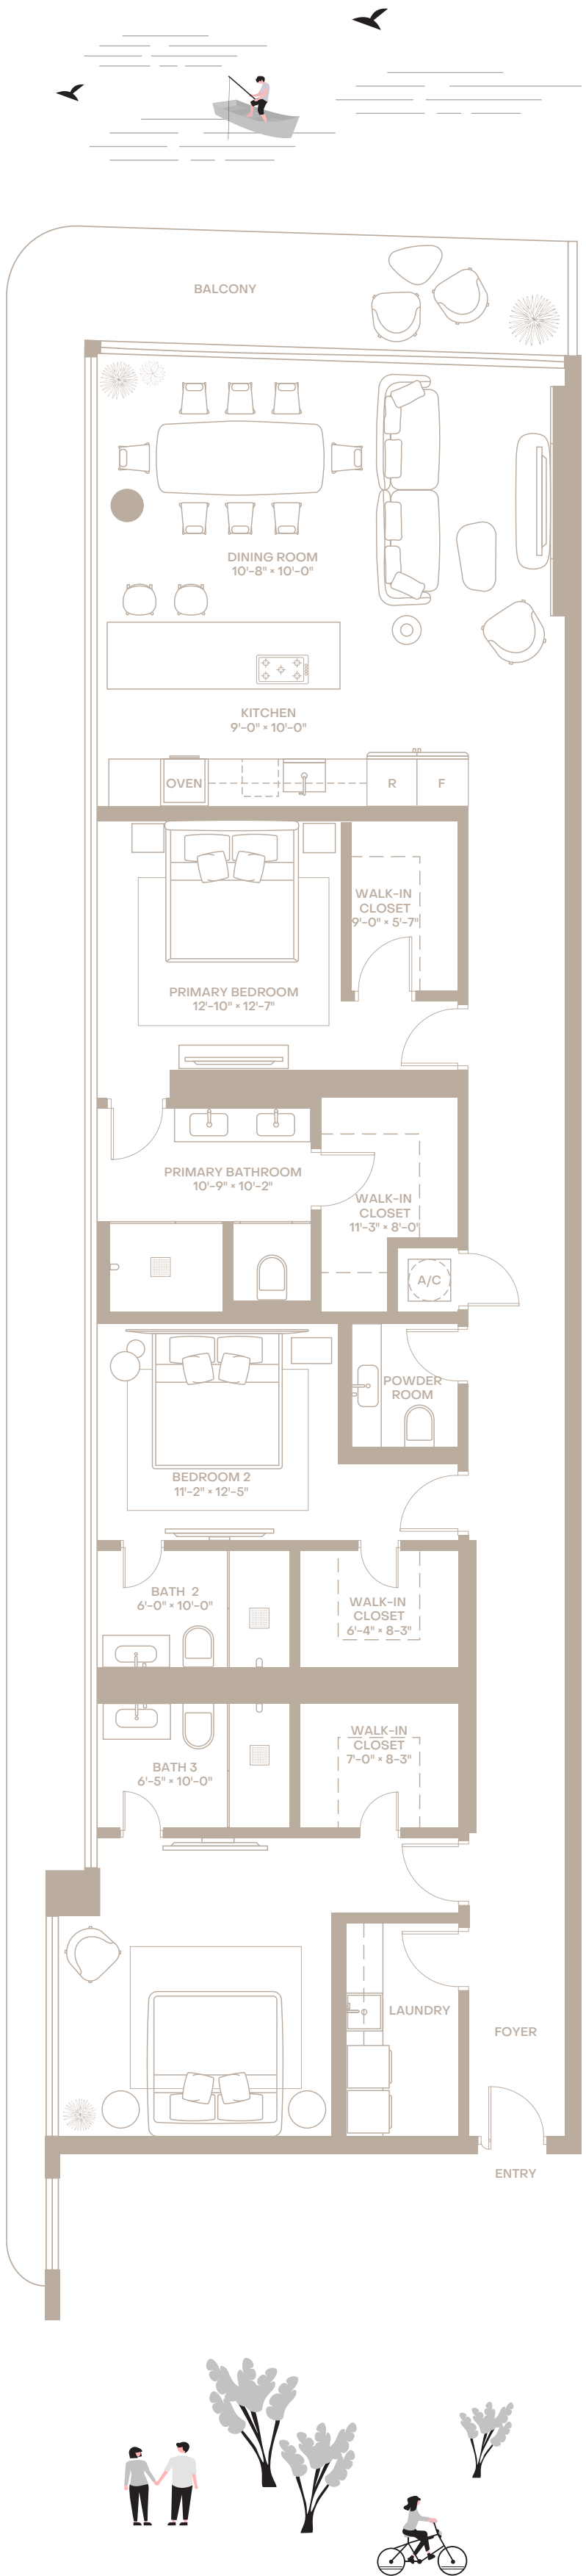 BALCONY
DINING ROOM
10'-8" × 10'-0"
KITCHEN
9'-0" × 10'-0"
OVEN
R
F
WALK-IN
CLOSET
9'-0" × 5'-7"
PRIMARY BEDROOM
12'-10" × 12'-7"
PRIMARY BATHROOM
10'-9" × 10'-2"
WALK-IN
CLOSET
11'-3" × 8'-0"
A/C
POWDER
ROOM
BEDROOM 2
11'-2" × 12'-5"
BATH 2
6'-0" × 10'-0"
WALK-IN
CLOSET
6'-4" × 8-3"
WALK-IN
CLOSET
7'-0" × 8-3"
BATH 3
6'-5" × 10'-0"
LAUNDRY
FOYER
ENTRY